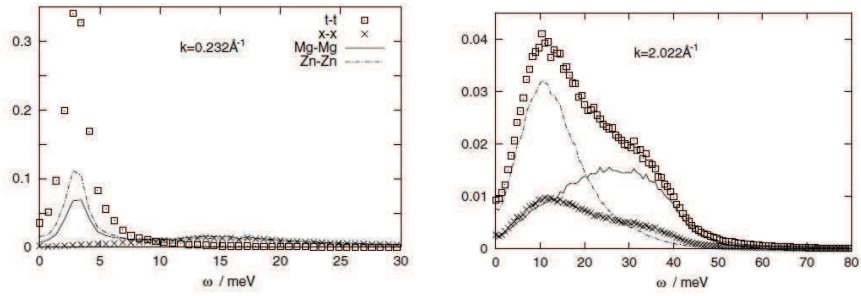 t-t
x-x
Mg-Mg
Zn-Zn
k=0.232Å⁻¹
0.3
0.2
0.1
0
0 5 10 15 20 25 30
ω / meV
k=2.022Å⁻¹
0.04
0.03
0.02
0.01
0
0 10 20 30 40 50 60 70 80
ω / meV